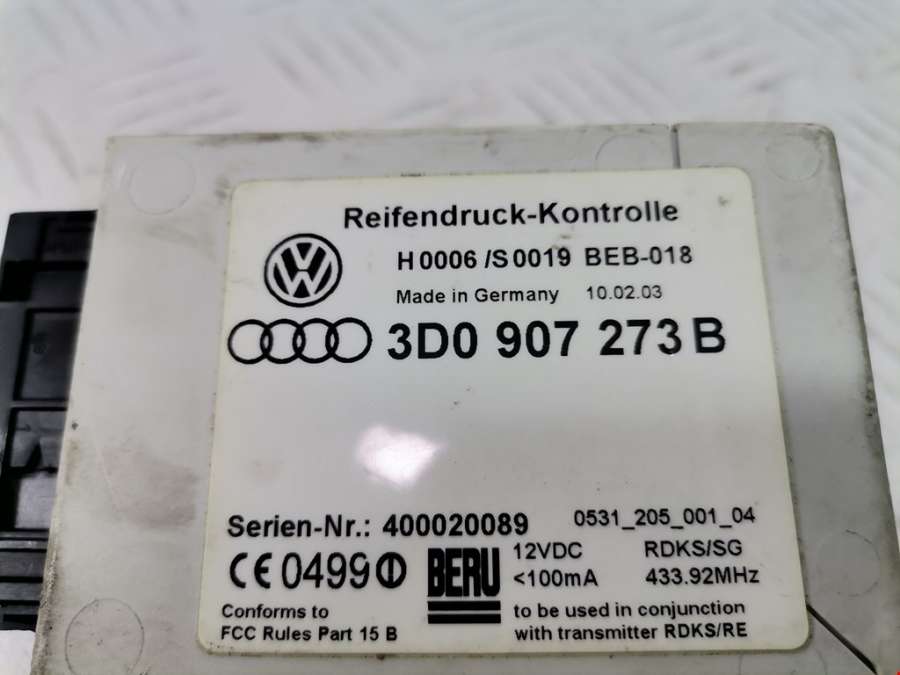 Reifendruck-Kontrolle
H0006 /S0019 BEB-018
Made in Germany 10.02.03
3D0 907 273 B
Serien-Nr.: 400020089 0531_205_001_04
CE 0499 BERU 12VDC RDKS/SG
<100mA 433.92MHz
Conforms to
FCC Rules Part 15 B
to be used in conjunction
with transmitter RDKS/RE